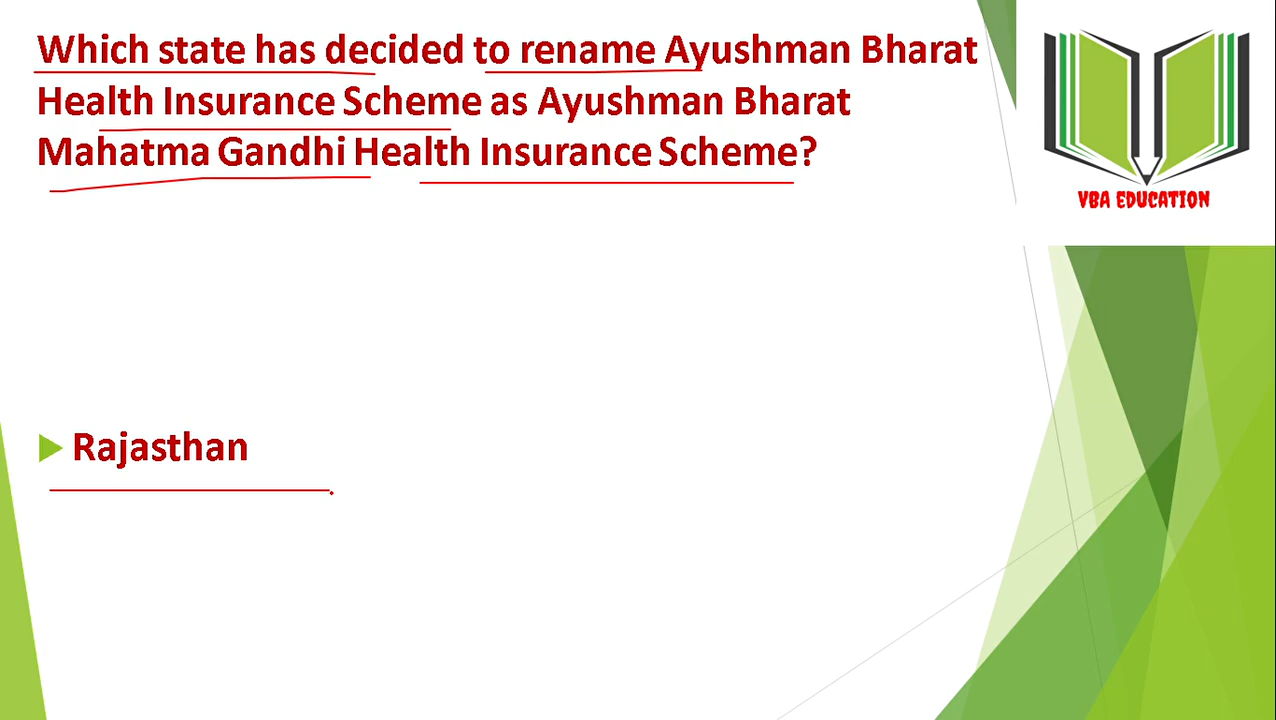 Which state has decided to rename Ayushman Bharat
Health Insurance Scheme as Ayushman Bharat
Mahatma Gandhi Health Insurance Scheme?
VBA EDUCATION
Rajasthan